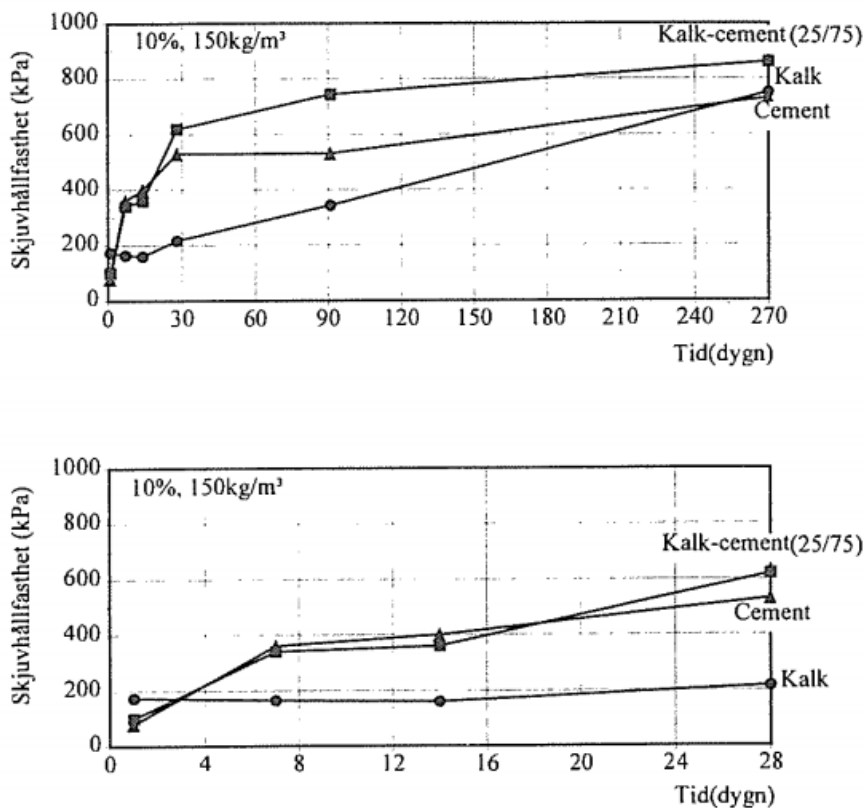 1000
10%, 150kg/m³
Kalk-cement (25/75)
800
Kalk
Cement
600
400
200
0
Skjuvhållfasthet (kPa)
0 30 60 90 120 150 180 210 240 270
Tid(dygn)
1000
10%, 150kg/m³
800
Kalk-cement(25/75)
600
Cement
400
200
Kalk
0
Skjuvhållfasthet (kPa)
0 4 8 12 16 20 24 28
Tid(dygn)